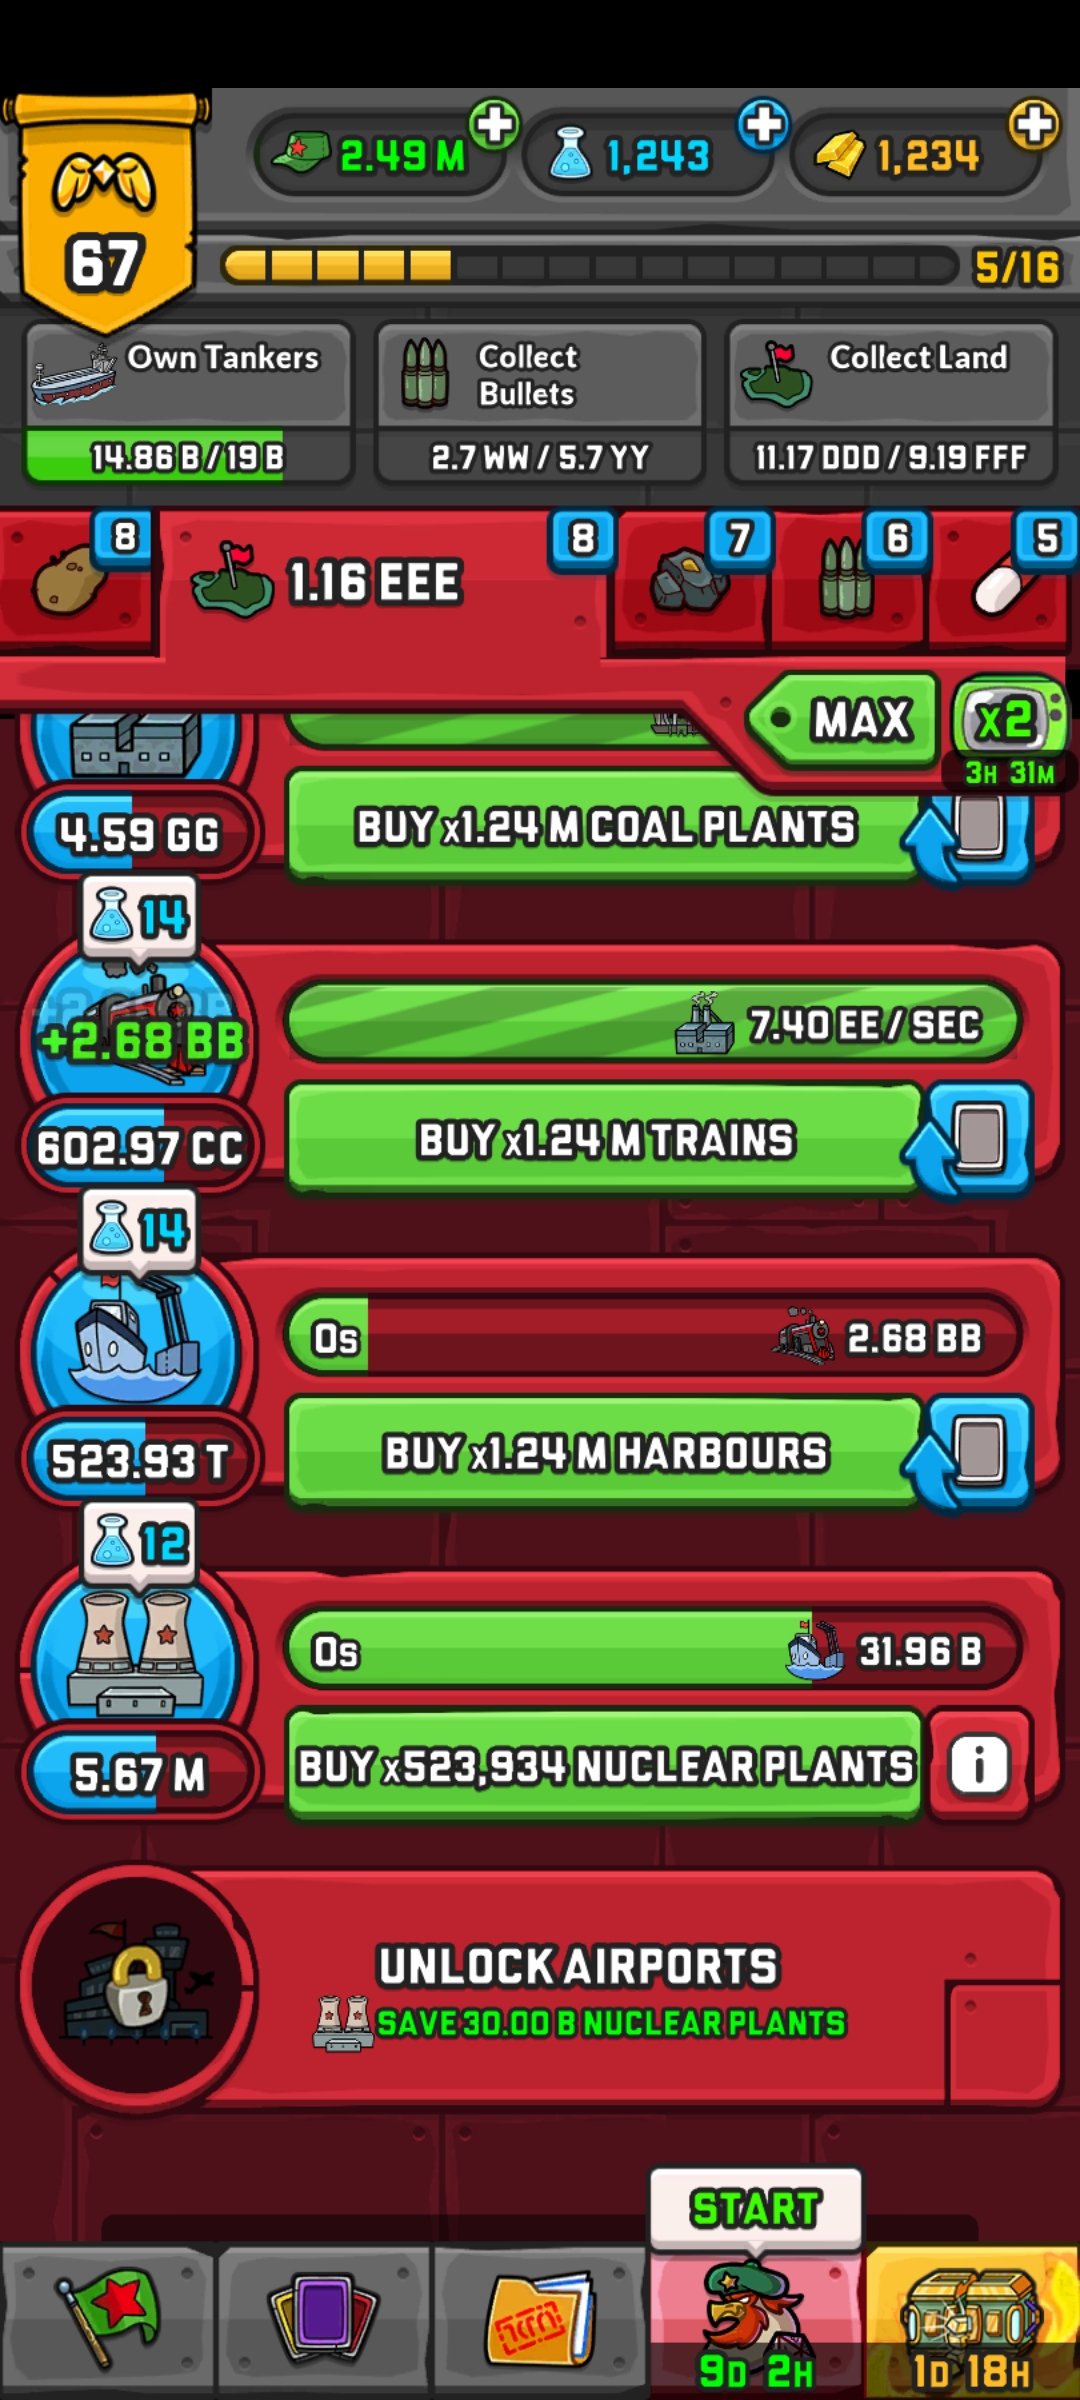 2.49 M
1,243
1,234
67
5/16
Own Tankers
14.86 B / 19 B
Collect
Bullets
2.7 WW / 5.7 YY
Collect Land
11.17 DDD / 9.19 FFF
8
1.16 EEE
8
7
6
5
MAX
x2
3H 31M
4.59 GG
BUY x1.24 M COAL PLANTS
14
+2.68 BB
7.40 EE / SEC
602.97 CC
BUY x1.24 M TRAINS
14
0s
2.68 BB
523.93 T
BUY x1.24 M HARBOURS
12
0s
31.96 B
5.67 M
BUY x523,934 NUCLEAR PLANTS
i
UNLOCK AIRPORTS
SAVE 30.00 B NUCLEAR PLANTS
START
9D 2H
1D 18H